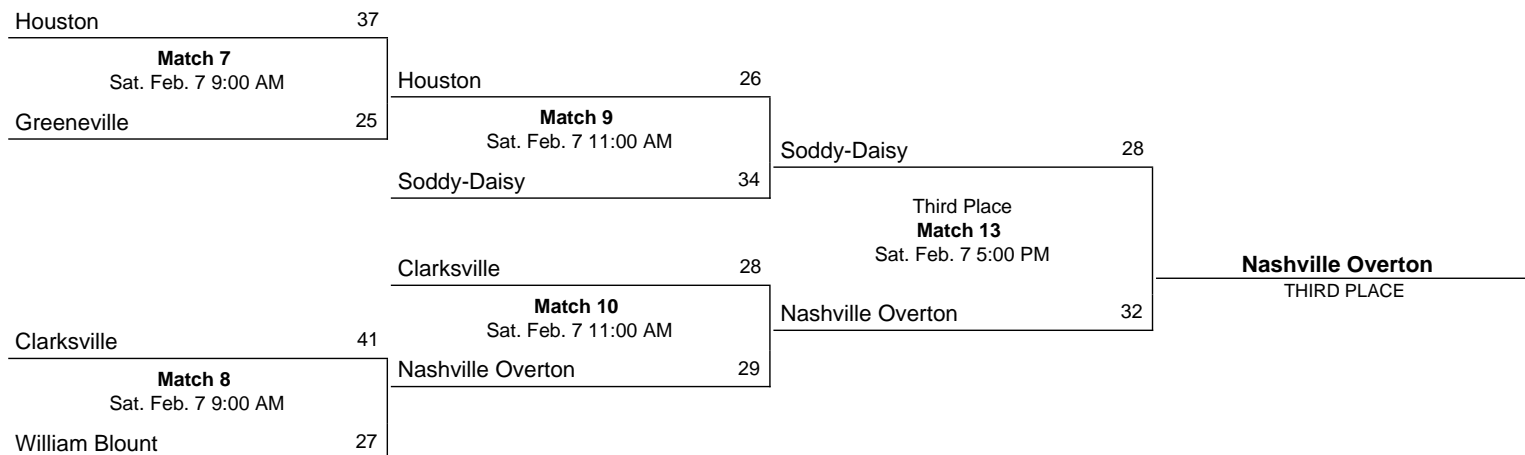 Houston 37
Match 7
Sat. Feb. 7 9:00 AM
Greeneville 25
Houston 26
Match 9
Sat. Feb. 7 11:00 AM
Soddy-Daisy 34
Soddy-Daisy 28
Third Place
Match 13
Sat. Feb. 7 5:00 PM
Nashville Overton 32
Nashville Overton
THIRD PLACE
Clarksville 28
Match 10
Sat. Feb. 7 11:00 AM
Nashville Overton 29
Clarksville 41
Match 8
Sat. Feb. 7 9:00 AM
William Blount 27